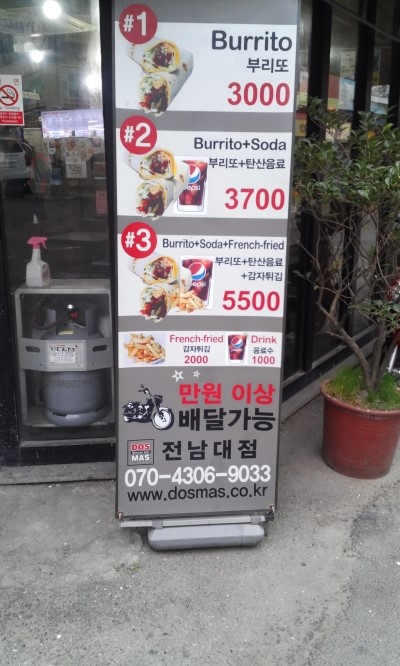 #1
Burrito
부리또
3000
#2
Burrito+Soda
부리또+탄산음료
pepsi
3700
#3
Burrito+Soda+French-fried
부리또+탄산음료
+감자튀김
5500
French-fried
감자튀김
2000
Drink
음료수
1000
만원 이상
배달가능
DOS
MAS
전남대점
070-4306-9033
www.dosmas.co.kr